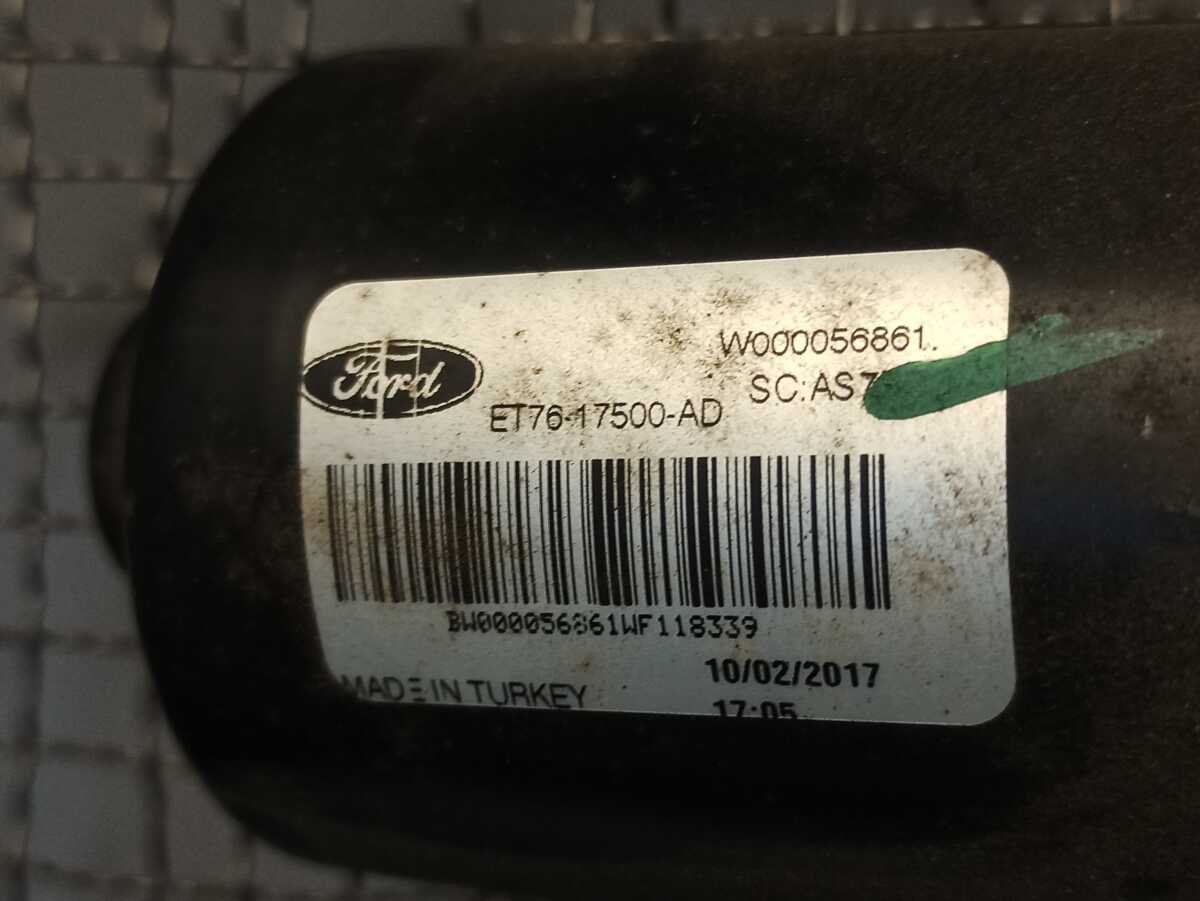 W000056861.
Ford
SC:AS7
ET76-17500-AD
BW000056861WF118339
10/02/2017
MADE IN TURKEY
17:05